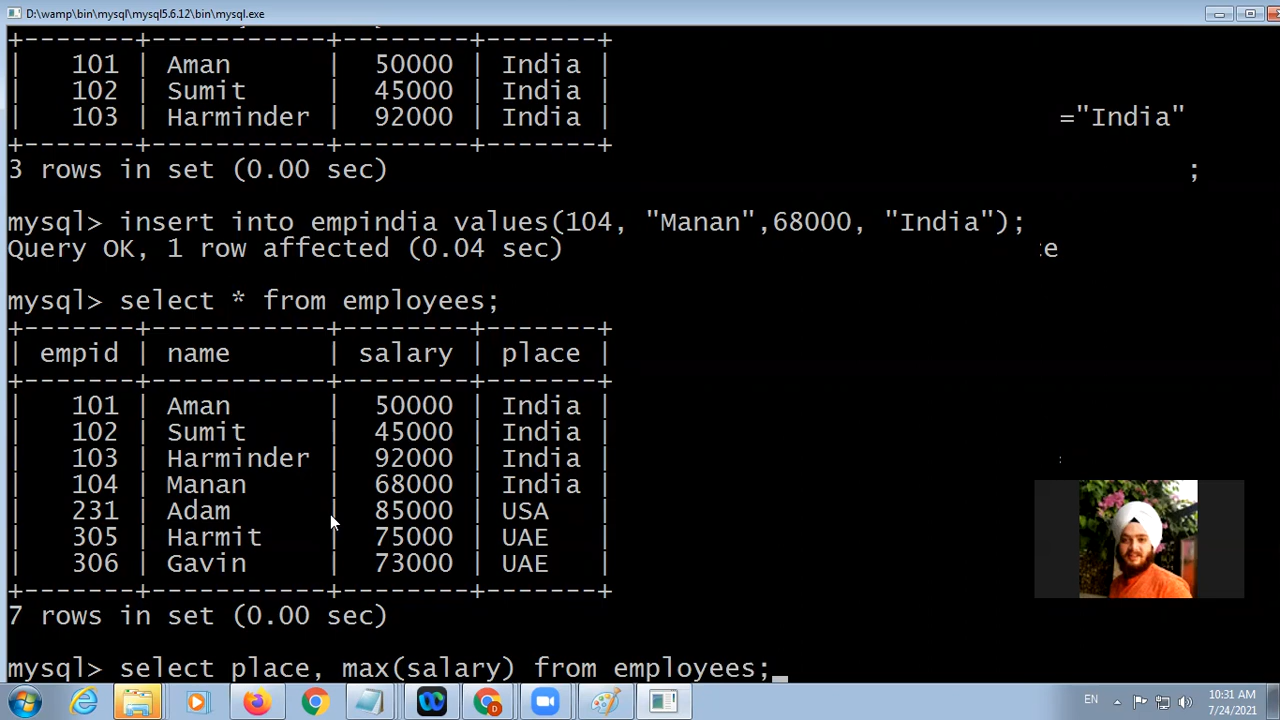 D:\wamp\bin\mysql\mysql5.6.12\bin\mysql.exe
+-------+-----------+--------+-------+
|   101 | Aman      |  50000 | India |
|   102 | Sumit     |  45000 | India |
|   103 | Harminder |  92000 | India |
="India"
+-------+-----------+--------+-------+
3 rows in set (0.00 sec)
;
mysql> insert into empindia values(104, "Manan",68000, "India");
Query OK, 1 row affected (0.04 sec)
mysql> select * from employees;
+-------+-----------+--------+-------+
| empid | name      | salary | place |
+-------+-----------+--------+-------+
|   101 | Aman      |  50000 | India |
|   102 | Sumit     |  45000 | India |
|   103 | Harminder |  92000 | India |
|   104 | Manan     |  68000 | India |
|   231 | Adam      |  85000 | USA   |
|   305 | Harmit    |  75000 | UAE   |
|   306 | Gavin     |  73000 | UAE   |
+-------+-----------+--------+-------+
7 rows in set (0.00 sec)
mysql> select place, max(salary) from employees;
EN
10:31 AM
7/24/2021